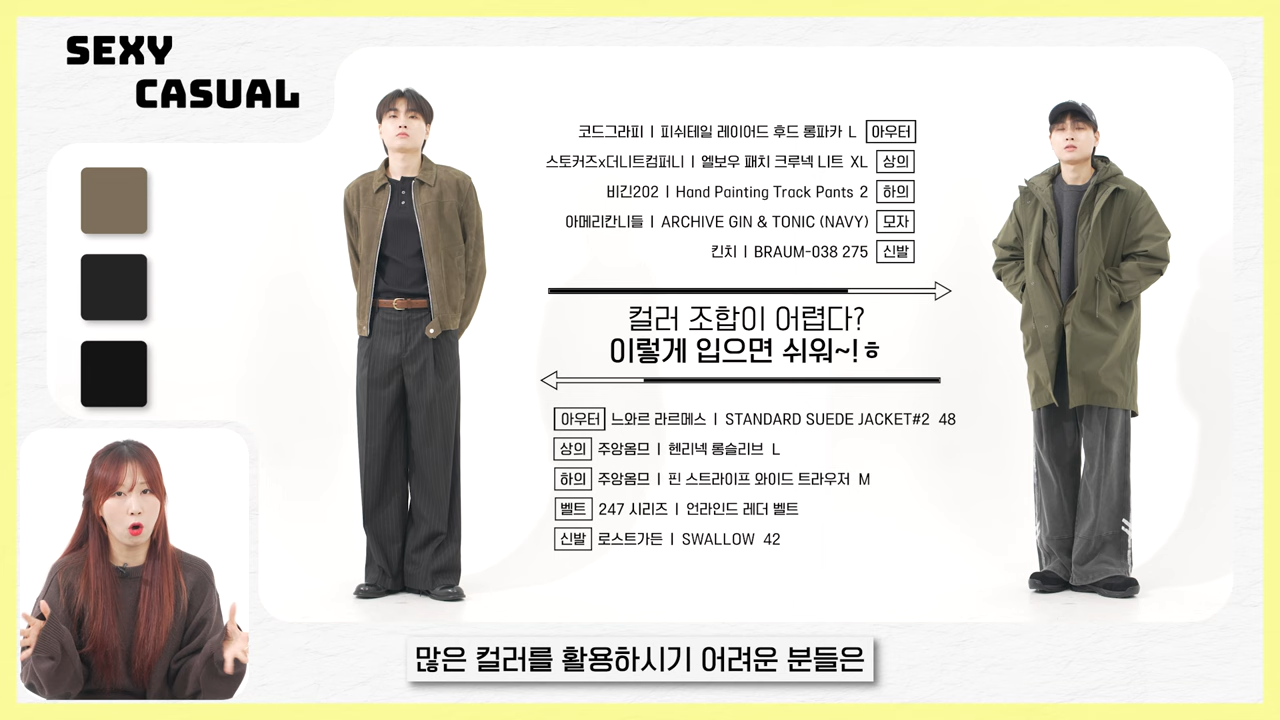 SEXY
CASUAL
코드그라피 | 피쉬테일 레이어드 후드 롱파카 L 아우터
스토커즈x더니트컴퍼니 | 엘보우 패치 크루넥 니트 XL 상의
비긴202 | Hand Painting Track Pants 2 하의
아메리칸니들 | ARCHIVE GIN & TONIC (NAVY) 모자
킨치 | BRAUM-038 275 신발
컬러 조합이 어렵다?
이렇게 입으면 쉬워~!ㅎ
아우터 느와르 라르메스 | STANDARD SUEDE JACKET#2 48
상의 주앙옴므 | 헨리넥 롱슬리브 L
하의 주앙옴므 | 핀 스트라이프 와이드 트라우저 M
벨트 247 시리즈 | 언라인드 레더 벨트
신발 로스트가든 | SWALLOW 42
많은 컬러를 활용하시기 어려운 분들은